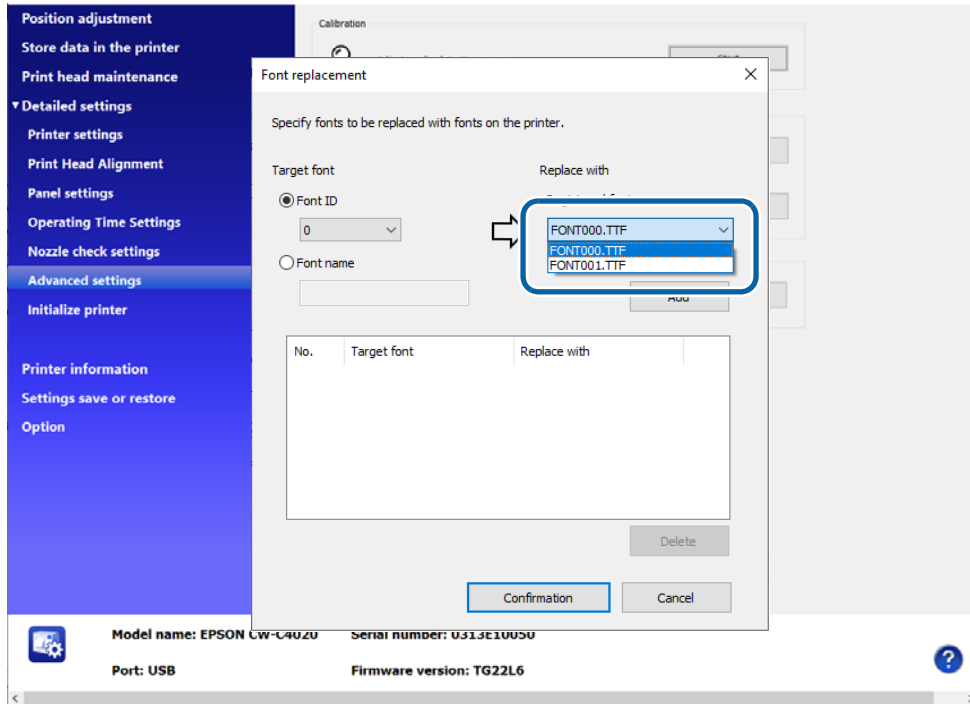 Position adjustment
Store data in the printer
Print head maintenance
Detailed settings
Printer settings
Print Head Alignment
Panel settings
Operating Time Settings
Nozzle check settings
Advanced settings
Initialize printer
Printer information
Settings save or restore
Option
Calibration
Font replacement
Specify fonts to be replaced with fonts on the printer.
Target font
Replace with
Font ID
0
FONT000.TTF
FONT000.TTF
FONT001.TTF
Font name
Add
No. Target font Replace with
Delete
Confirmation Cancel
Model name: EPSON CW-C4020 Serial number: 0313E10050
Port: USB Firmware version: TG22L6